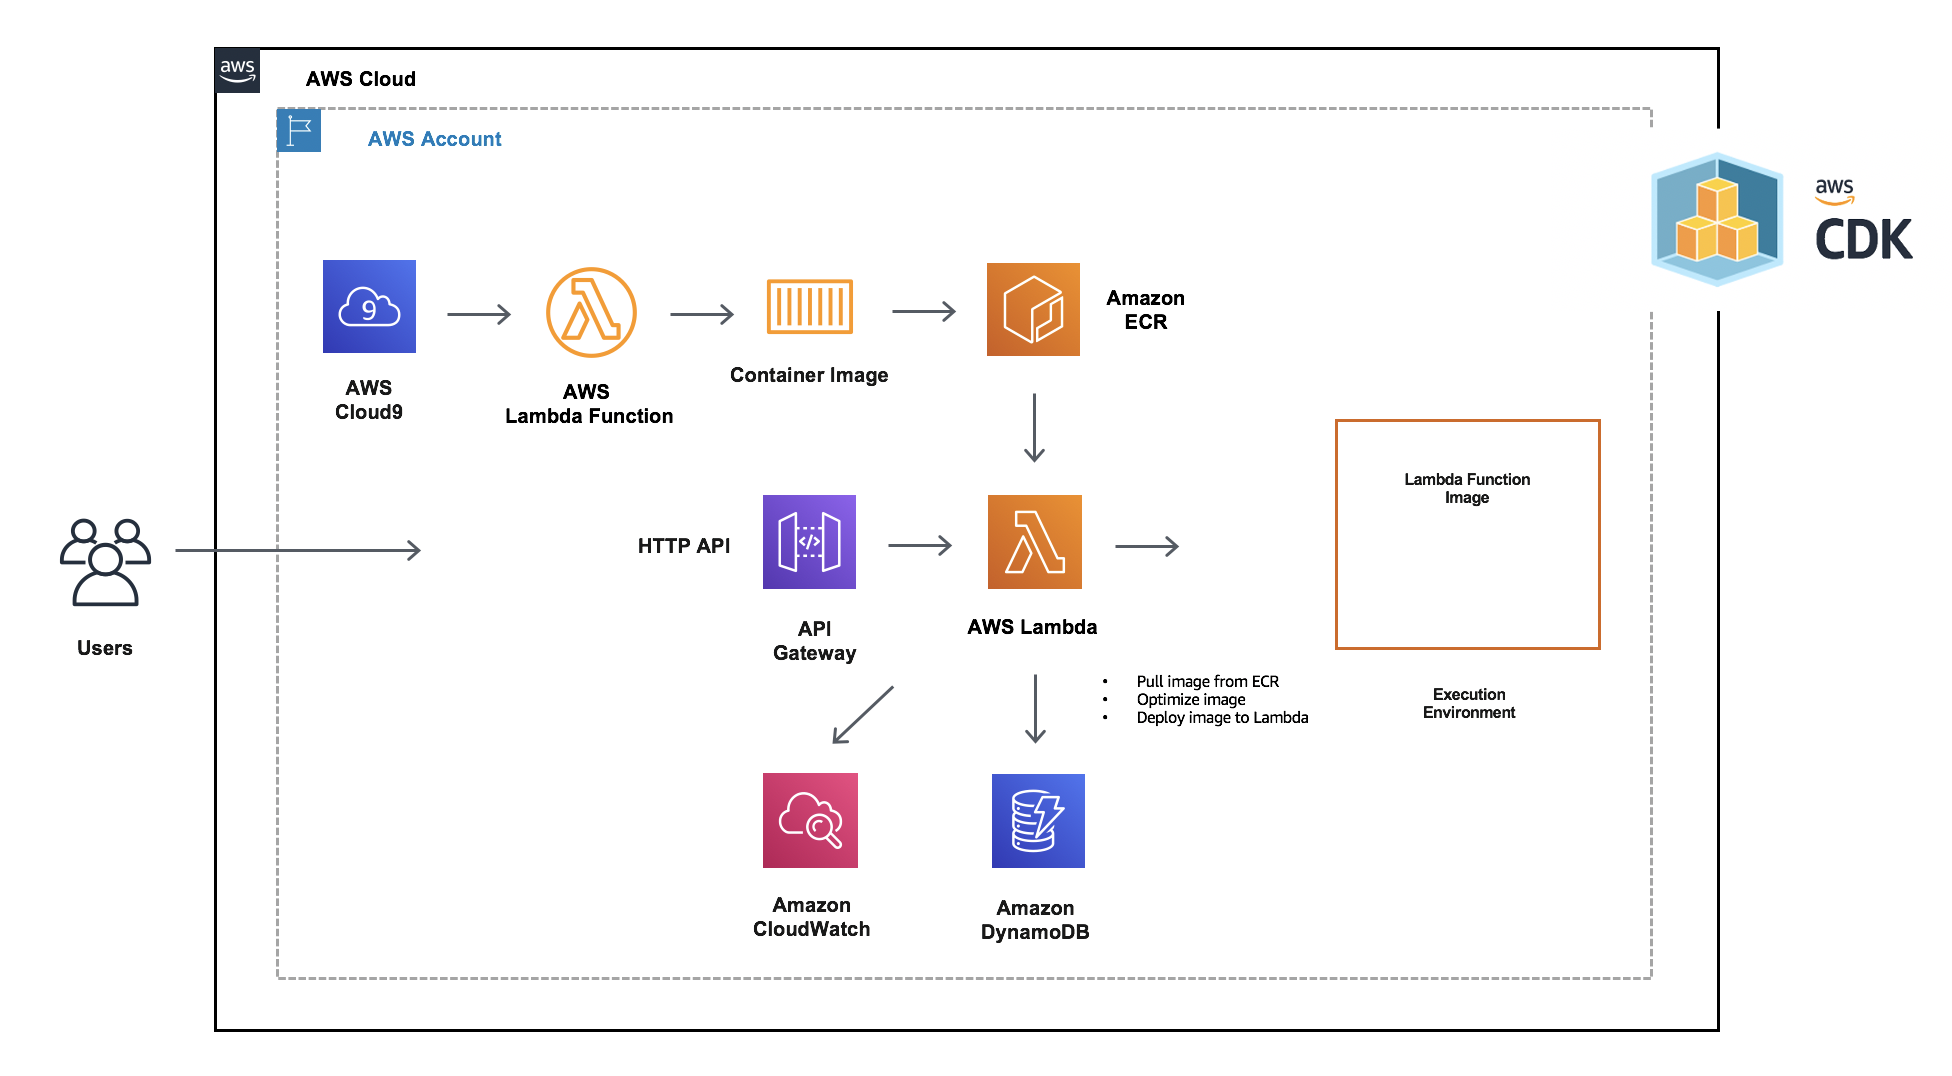 aws
AWS Cloud
AWS Account
aws
CDK
9
AWS
Cloud9
AWS
Lambda Function
Container Image
Amazon
ECR
Lambda Function
Image
HTTP API
</>
API
Gateway
AWS Lambda
Users
• Pull image from ECR
• Optimize image
• Deploy image to Lambda
Execution
Environment
Amazon
CloudWatch
Amazon
DynamoDB